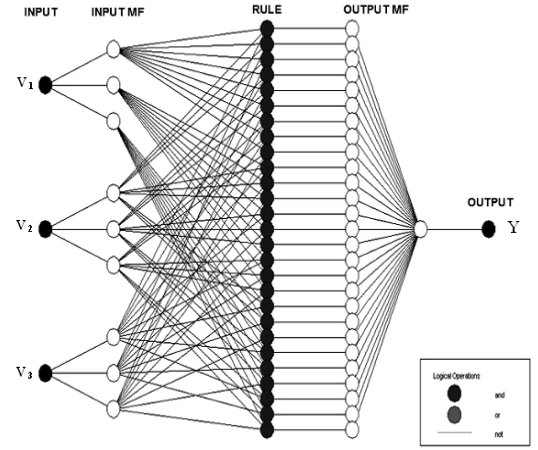 INPUT
INPUT MF
RULE
OUTPUT MF
V1
V2
V3
OUTPUT
Y
Logical Operations
and
or
not